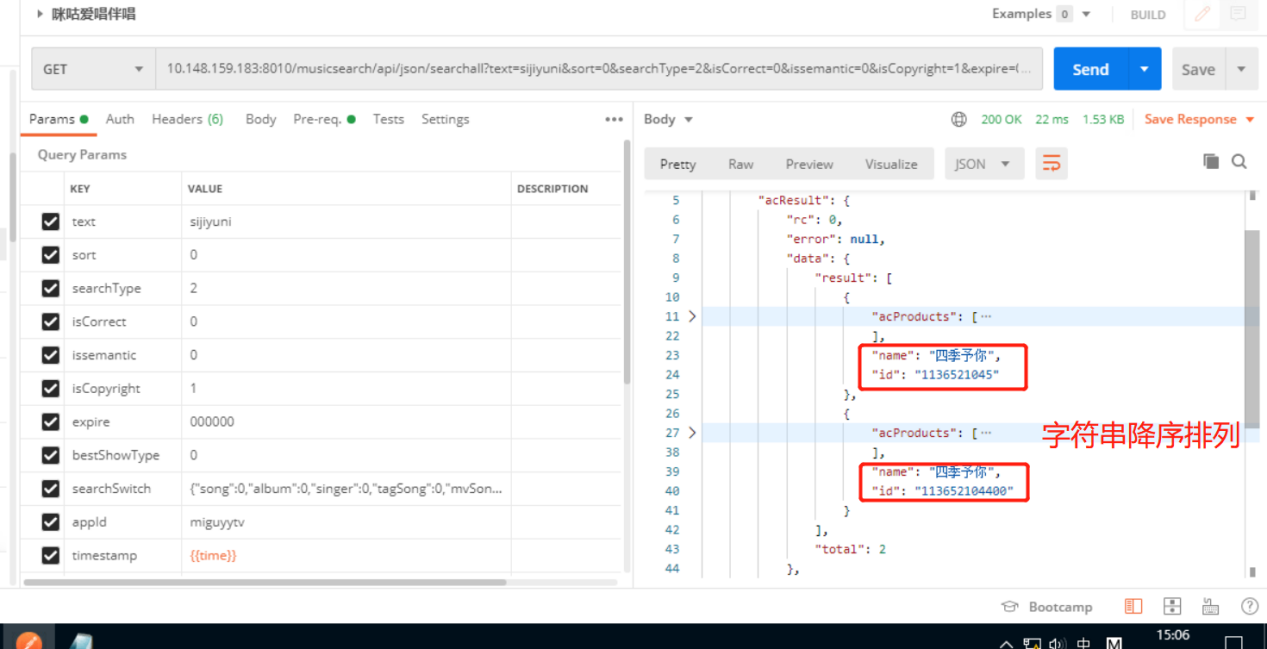 咪咕爱唱伴唱
Examples 0
BUILD
GET
10.148.159.183:8010/musicsearch/api/json/searchall?text=sijiyuni&sort=0&searchType=2&isCorrect=0&issemantic=0&isCopyright=1&expire=(...
Send
Save
Params
Auth
Headers (6)
Body
Pre-req.
Tests
Settings
Body
200 OK
22 ms
1.53 KB
Save Response
Query Params
Pretty
Raw
Preview
Visualize
JSON
KEY
VALUE
DESCRIPTION
text
sijiyuni
sort
0
searchType
2
isCorrect
0
issemantic
0
isCopyright
1
expire
000000
bestShowType
0
searchSwitch
{"song":0,"album":0,"singer":0,"tagSong":0,"mvSon...
appId
miguyytv
timestamp
{{time}}
5 "acResult": {
6 "rc": 0,
7 "error": null,
8 "data": {
9 "result": [
10 {
11 "acProducts": [...
22 ],
23 "name": "四季予你",
24 "id": "1136521045"
25 },
26 {
27 "acProducts": [...
38 ],
39 "name": "四季予你",
40 "id": "113652104400"
41 }
42 ],
43 "total": 2
44 },
字符串降序排列
Bootcamp
中
M
15:06